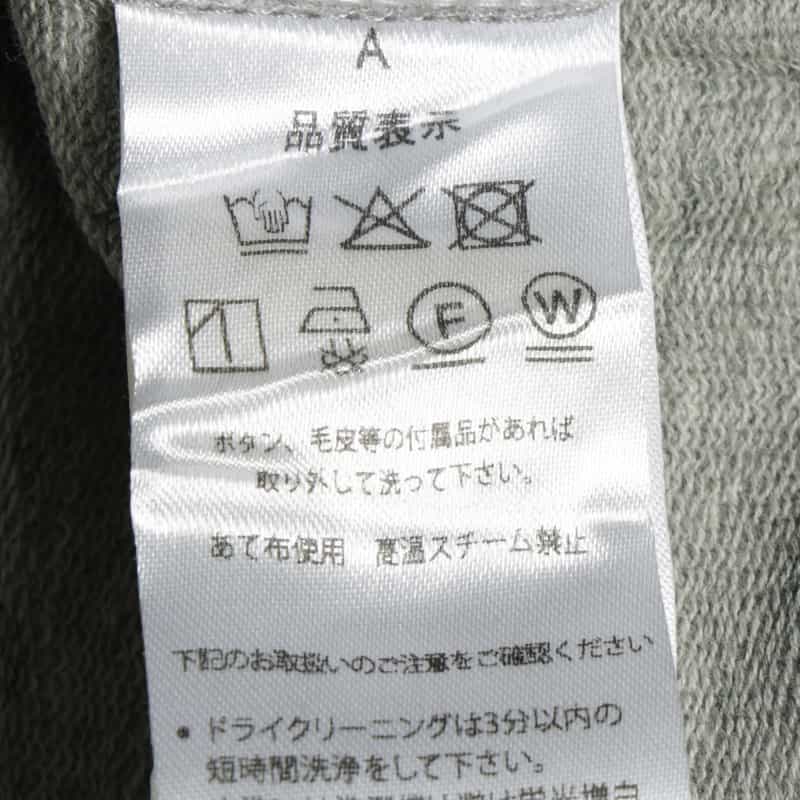 A
品質表示
F W
ボタン、毛皮等の付属品があれば
取り外して洗って下さい。
あて布使用 高温スチーム禁止
下記のお取扱いのご注意をご確認ください
• ドライクリーニングは3分以内の
短時間洗浄をして下さい。